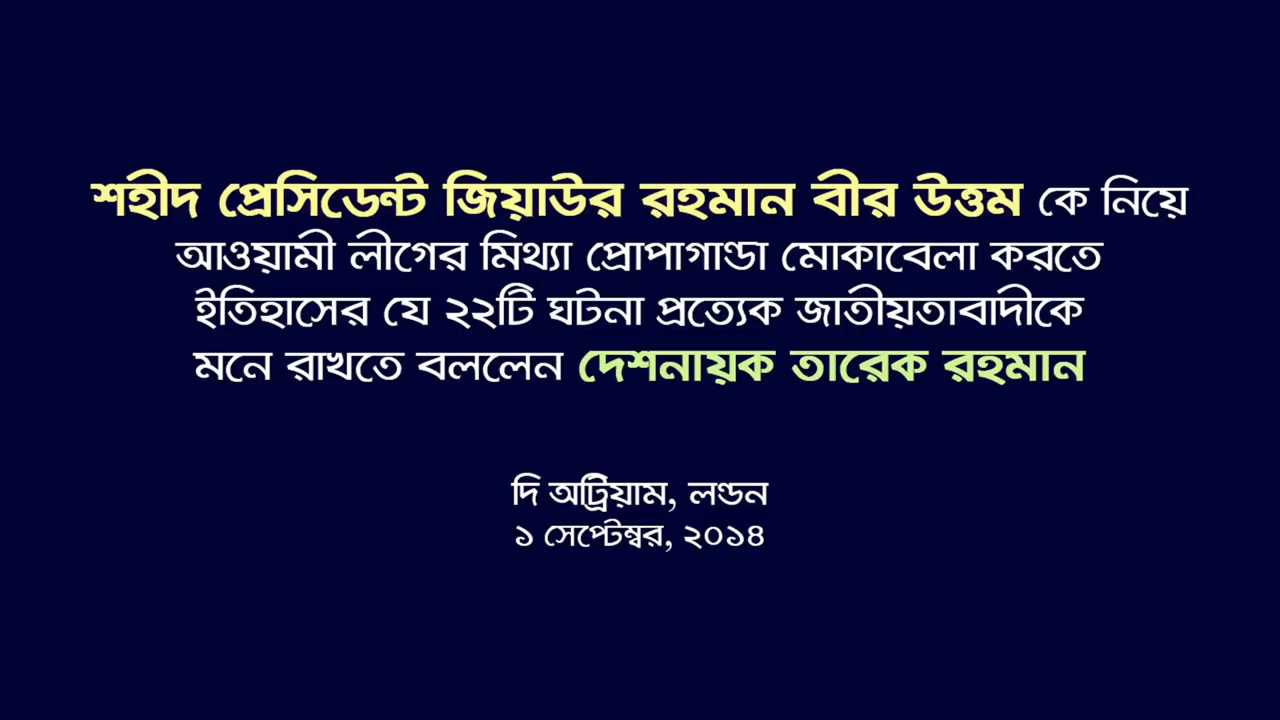 শহীদ প্রেসিডেন্ট জিয়াউর রহমান বীর উত্তম কে নিয়ে
আওয়ামী লীগের মিথ্যা প্রোপাগাণ্ডা মোকাবেলা করতে
ইতিহাসের যে ২২টি ঘটনা প্রত্যেক জাতীয়তাবাদীকে
মনে রাখতে বললেন দেশনায়ক তারেক রহমান
দি অট্রিয়াম, লণ্ডন
১ সেপ্টেম্বর, ২০১৪